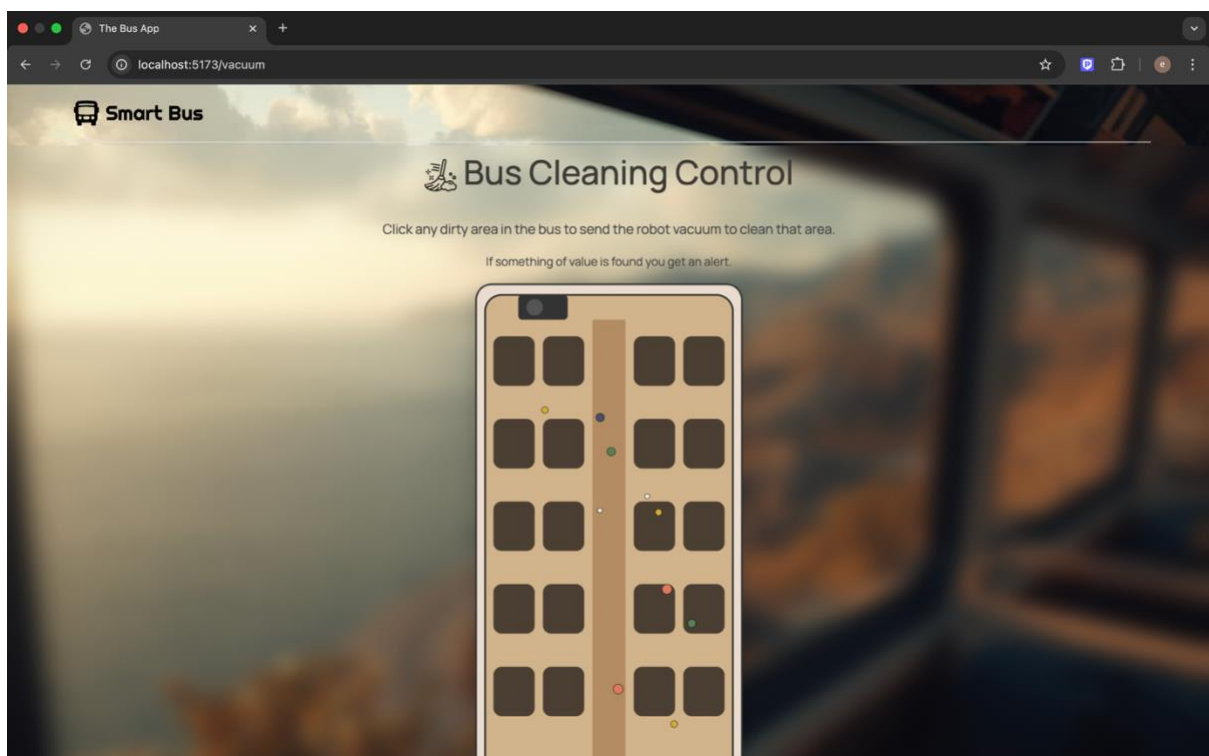 The Bus App
localhost:5173/vacuum
e
Smart Bus
Bus Cleaning Control
Click any dirty area in the bus to send the robot vacuum to clean that area.
If something of value is found you get an alert.